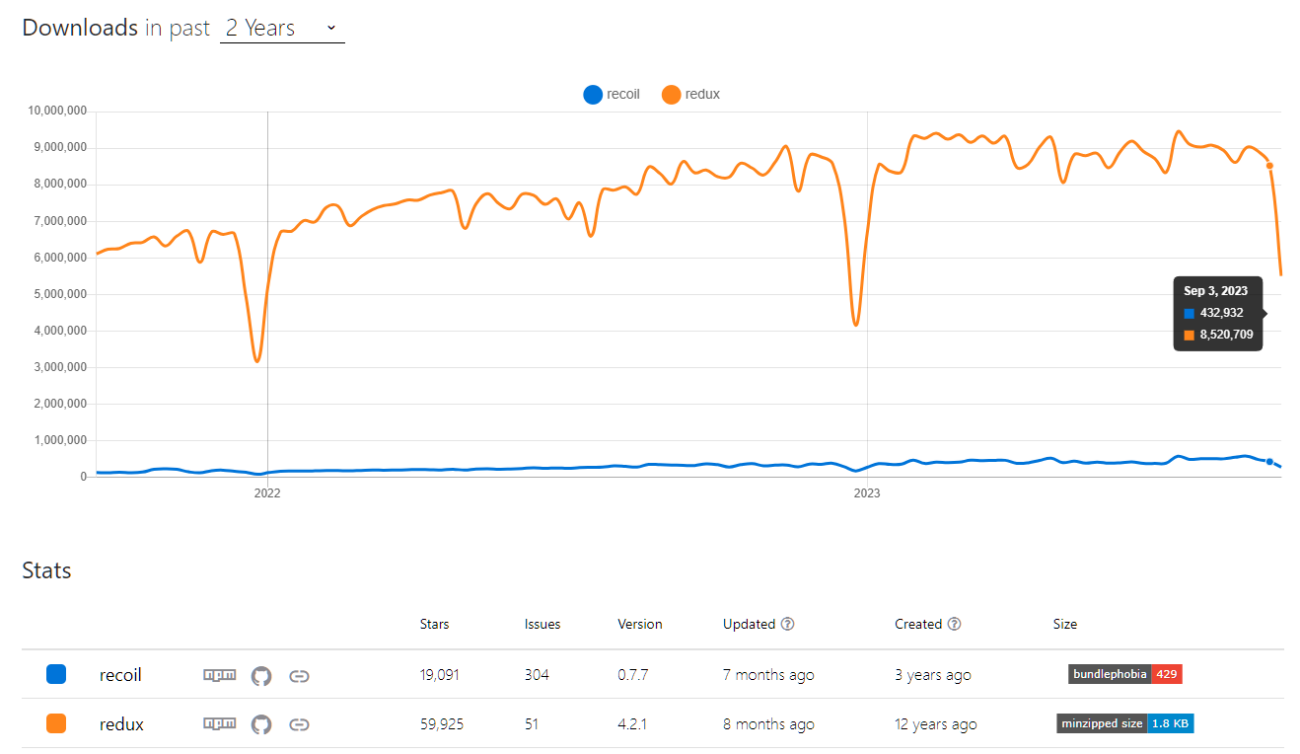 Downloads in past 2 Years
recoil redux
10,000,000
9,000,000
8,000,000
7,000,000
6,000,000
5,000,000
4,000,000
3,000,000
2,000,000
1,000,000
0
2022 2023
Sep 3, 2023
432,932
8,520,709
Stats
Stars Issues Version Updated ? Created ? Size
recoil npm 19,091 304 0.7.7 7 months ago 3 years ago bundlephobia 429
redux npm 59,925 51 4.2.1 8 months ago 12 years ago minzipped size 1.8 KB